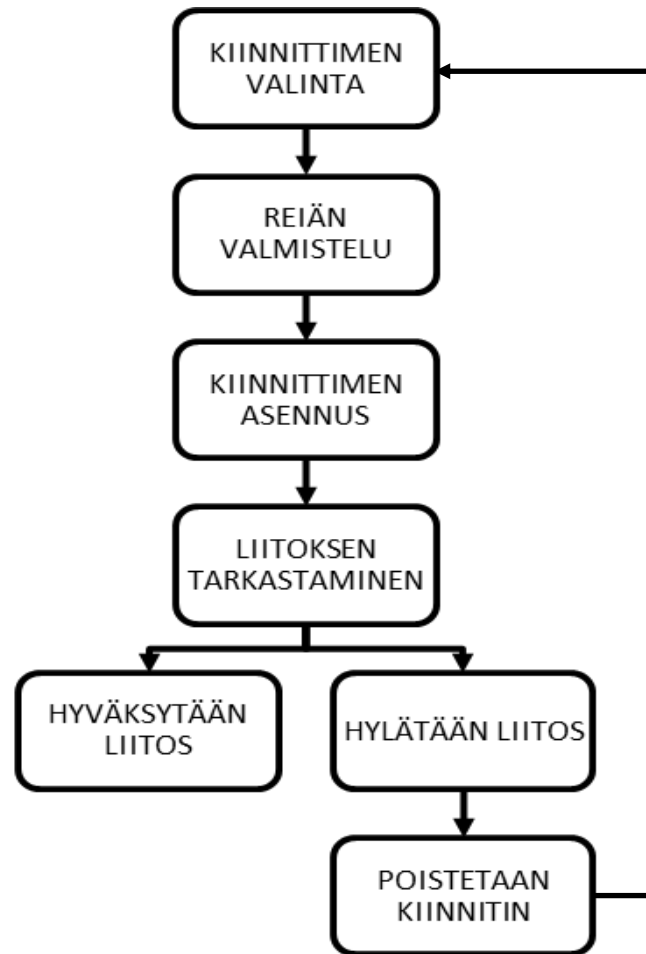 KIINNITTIMEN
VALINTA
REIÄN
VALMISTELU
KIINNITTIMEN
ASENNUS
LIITOKSEN
TARKASTAMINEN
HYVÄKSYTÄÄN
LIITOS
HYLÄTÄÄN LIITOS
POISTETAAN
KIINNITIN